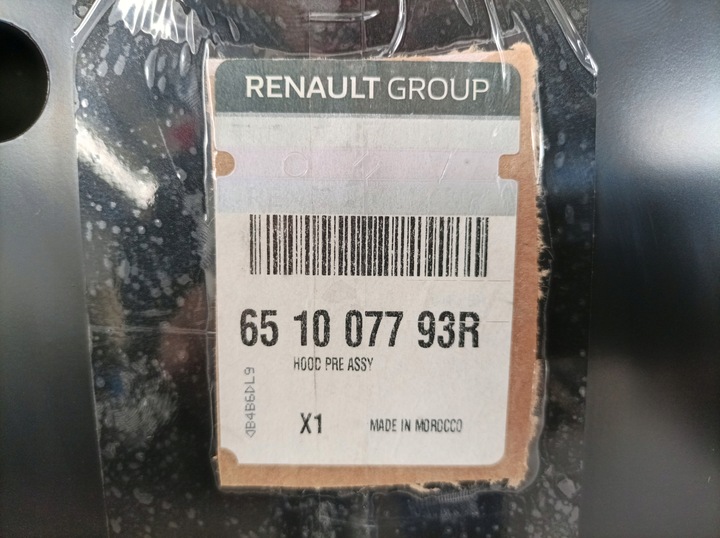 RENAULT GROUP
65 10 077 93R
HOOD PRE ASSY
X1
MADE IN MOROCCO